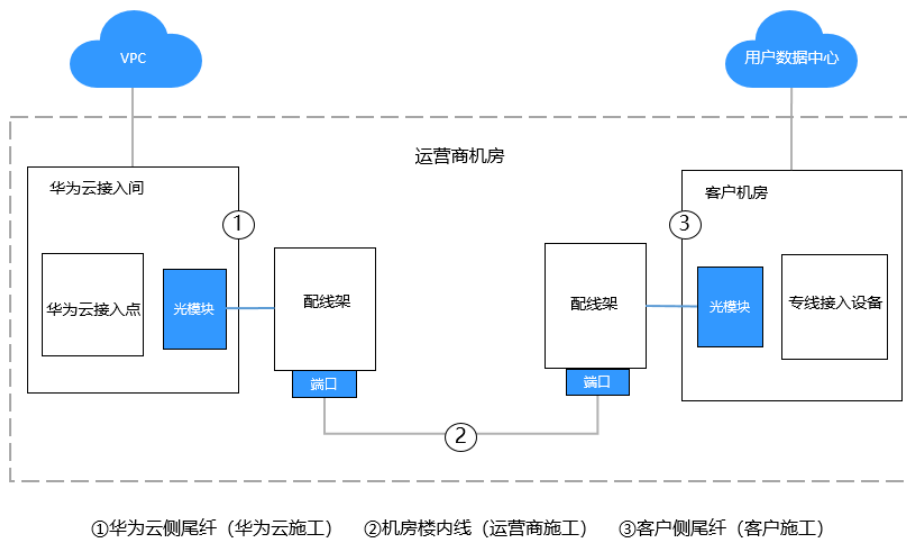 VPC
用户数据中心
运营商机房
华为云接入间
客户机房
①
③
华为云接入点
光模块
配线架
配线架
光模块
专线接入设备
端口
端口
②
①华为云侧尾纤（华为云施工） ②机房楼内线（运营商施工） ③客户侧尾纤（客户施工）